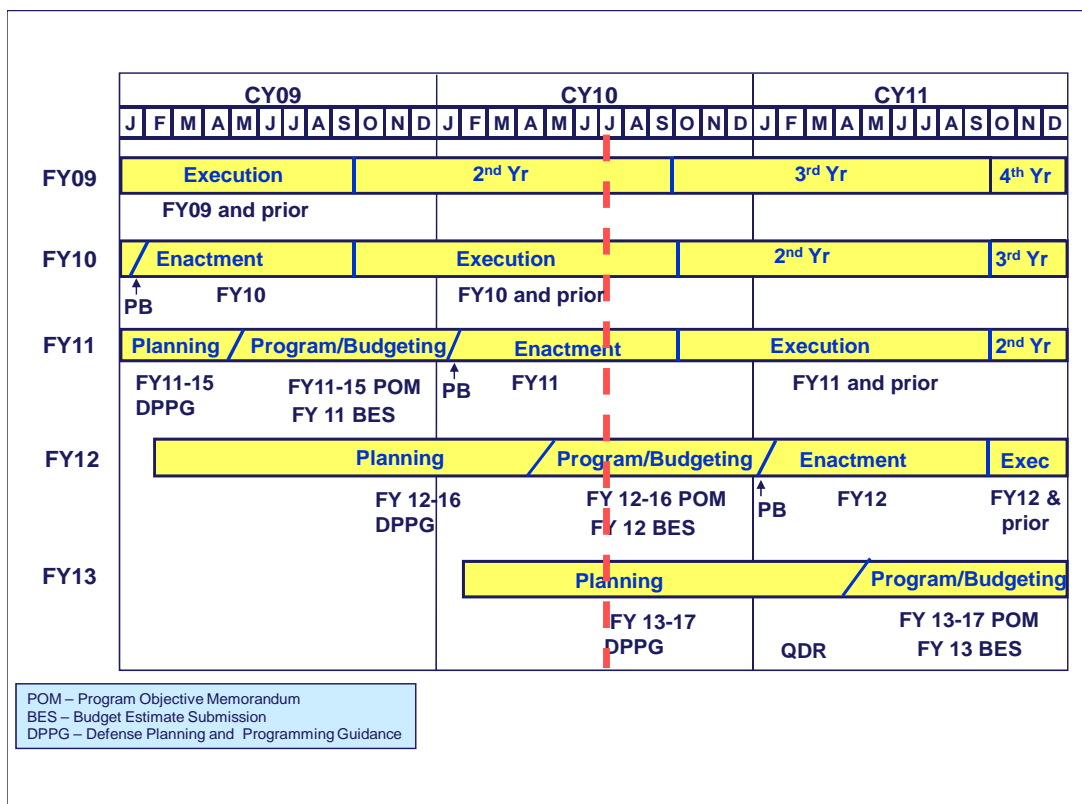 CY09 CY10 CY11
J F M A M J J A S O N D J F M A M J J A S O N D J F M A M J J A S O N D
FY09 Execution 2nd Yr 3rd Yr 4th Yr
FY09 and prior
FY10 Enactment Execution 2nd Yr 3rd Yr
PB FY10 FY10 and prior
FY11 Planning Program/Budgeting Enactment Execution 2nd Yr
FY11-15 FY11-15 POM PB FY11 FY11 and prior
DPPG FY 11 BES
FY12 Planning Program/Budgeting Enactment Exec
FY 12-16 FY 12-16 POM PB FY12 FY12 &
DPPG FY 12 BES prior
FY13 Planning Program/Budgeting
FY 13-17 FY 13-17 POM
DPPG QDR FY 13 BES
POM – Program Objective Memorandum
BES – Budget Estimate Submission
DPPG – Defense Planning and Programming Guidance